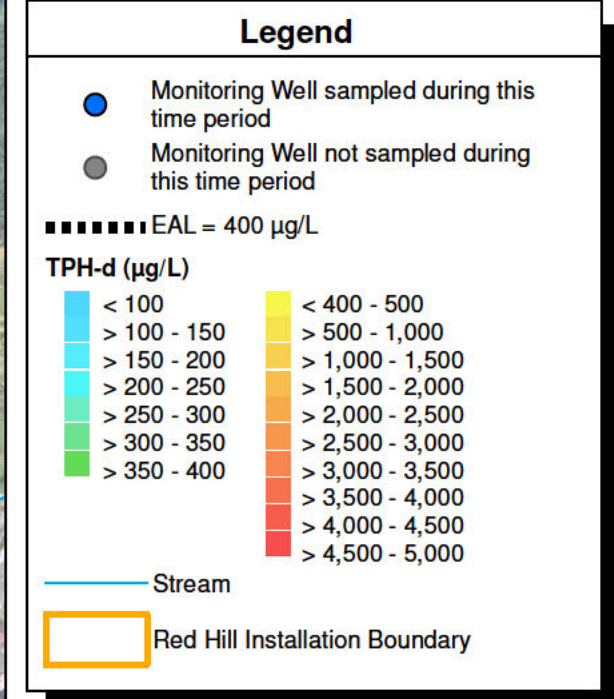 Legend
Monitoring Well sampled during this
time period
Monitoring Well not sampled during
this time period
EAL = 400 µg/L
TPH-d (µg/L)
< 100
> 100 - 150
> 150 - 200
> 200 - 250
> 250 - 300
> 300 - 350
> 350 - 400
< 400 - 500
> 500 - 1,000
> 1,000 - 1,500
> 1,500 - 2,000
> 2,000 - 2,500
> 2,500 - 3,000
> 3,000 - 3,500
> 3,500 - 4,000
> 4,000 - 4,500
> 4,500 - 5,000
Stream
Red Hill Installation Boundary